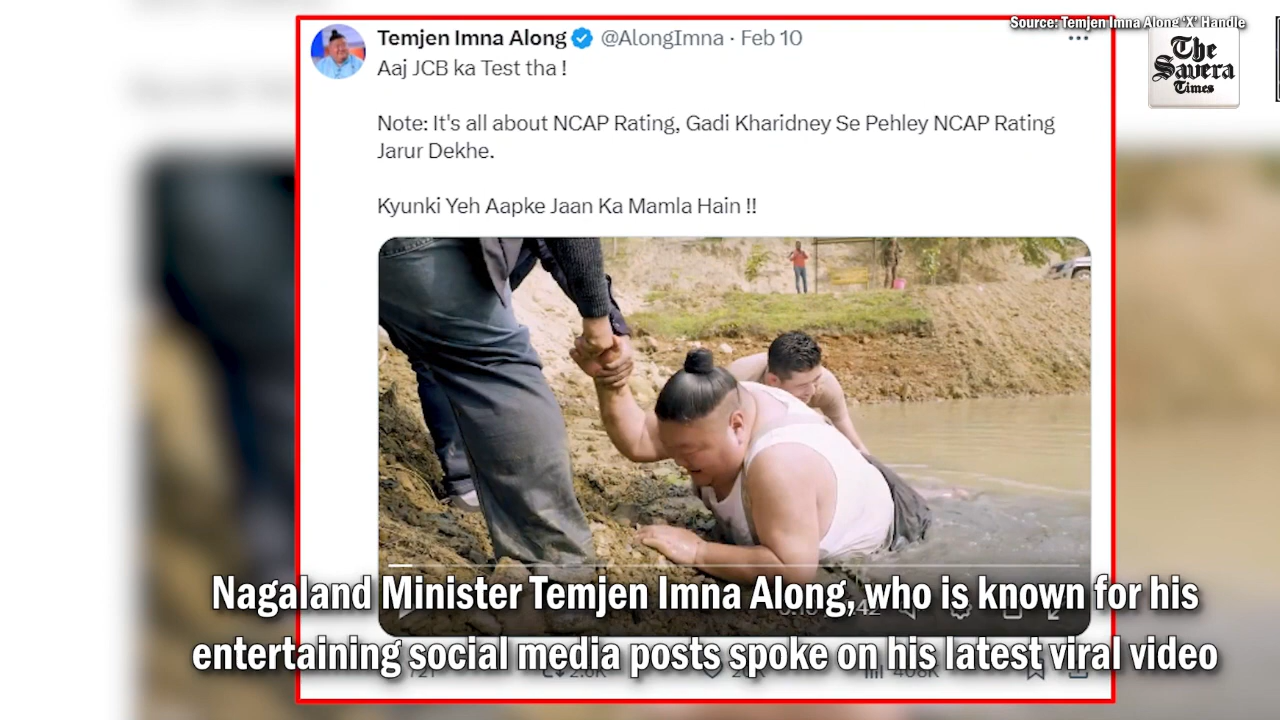 Source: Temjen Imna Along 'X' Handle
Temjen Imna Along @AlongImna · Feb 10
The
Savera
Times
Aaj JCB ka Test tha !
Note: It's all about NCAP Rating, Gadi Kharidney Se Pehley NCAP Rating
Jarur Dekhe.
Kyunki Yeh Aapke Jaan Ka Mamla Hain !!
Nagaland Minister Temjen Imna Along, who is known for his
entertaining social media posts spoke on his latest viral video